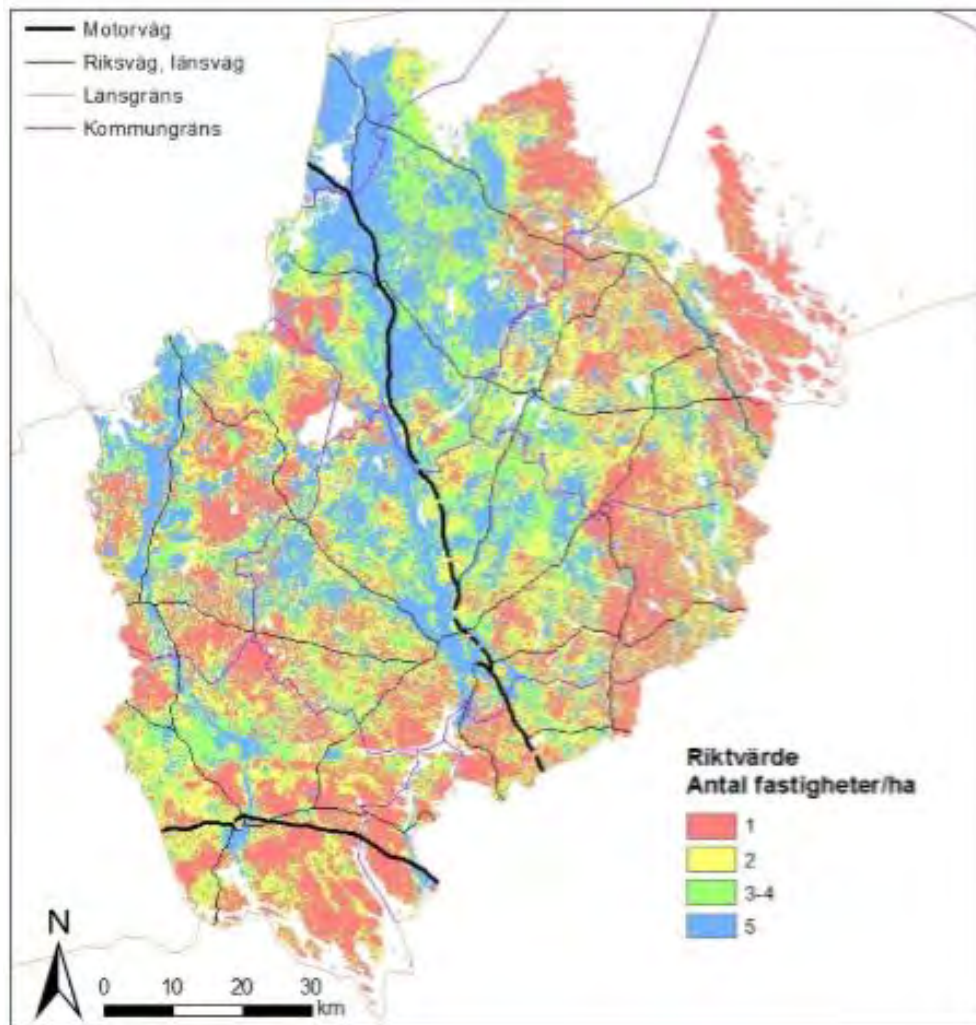 Motorväg
Riksväg, länsväg
Länsgräns
Kommungräns
Riktvärde
Antal fastigheter/ha
1
2
3-4
5
N
0 10 20 30
km